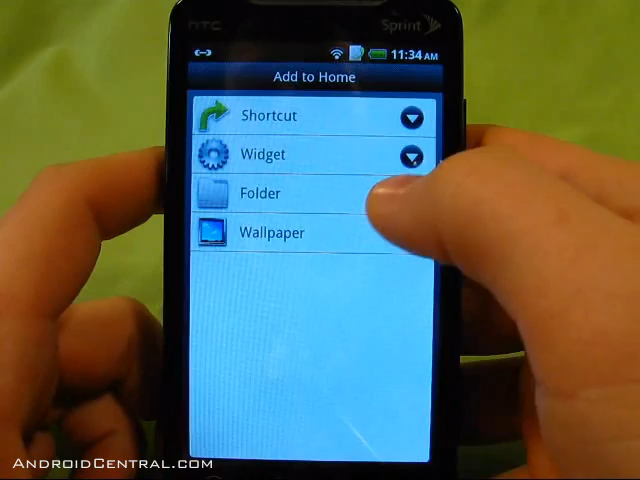 hTC Sprint
11:34 AM
Add to Home
Shortcut
Widget
Folder
Wallpaper
ANDROIDCENTRAL.COM